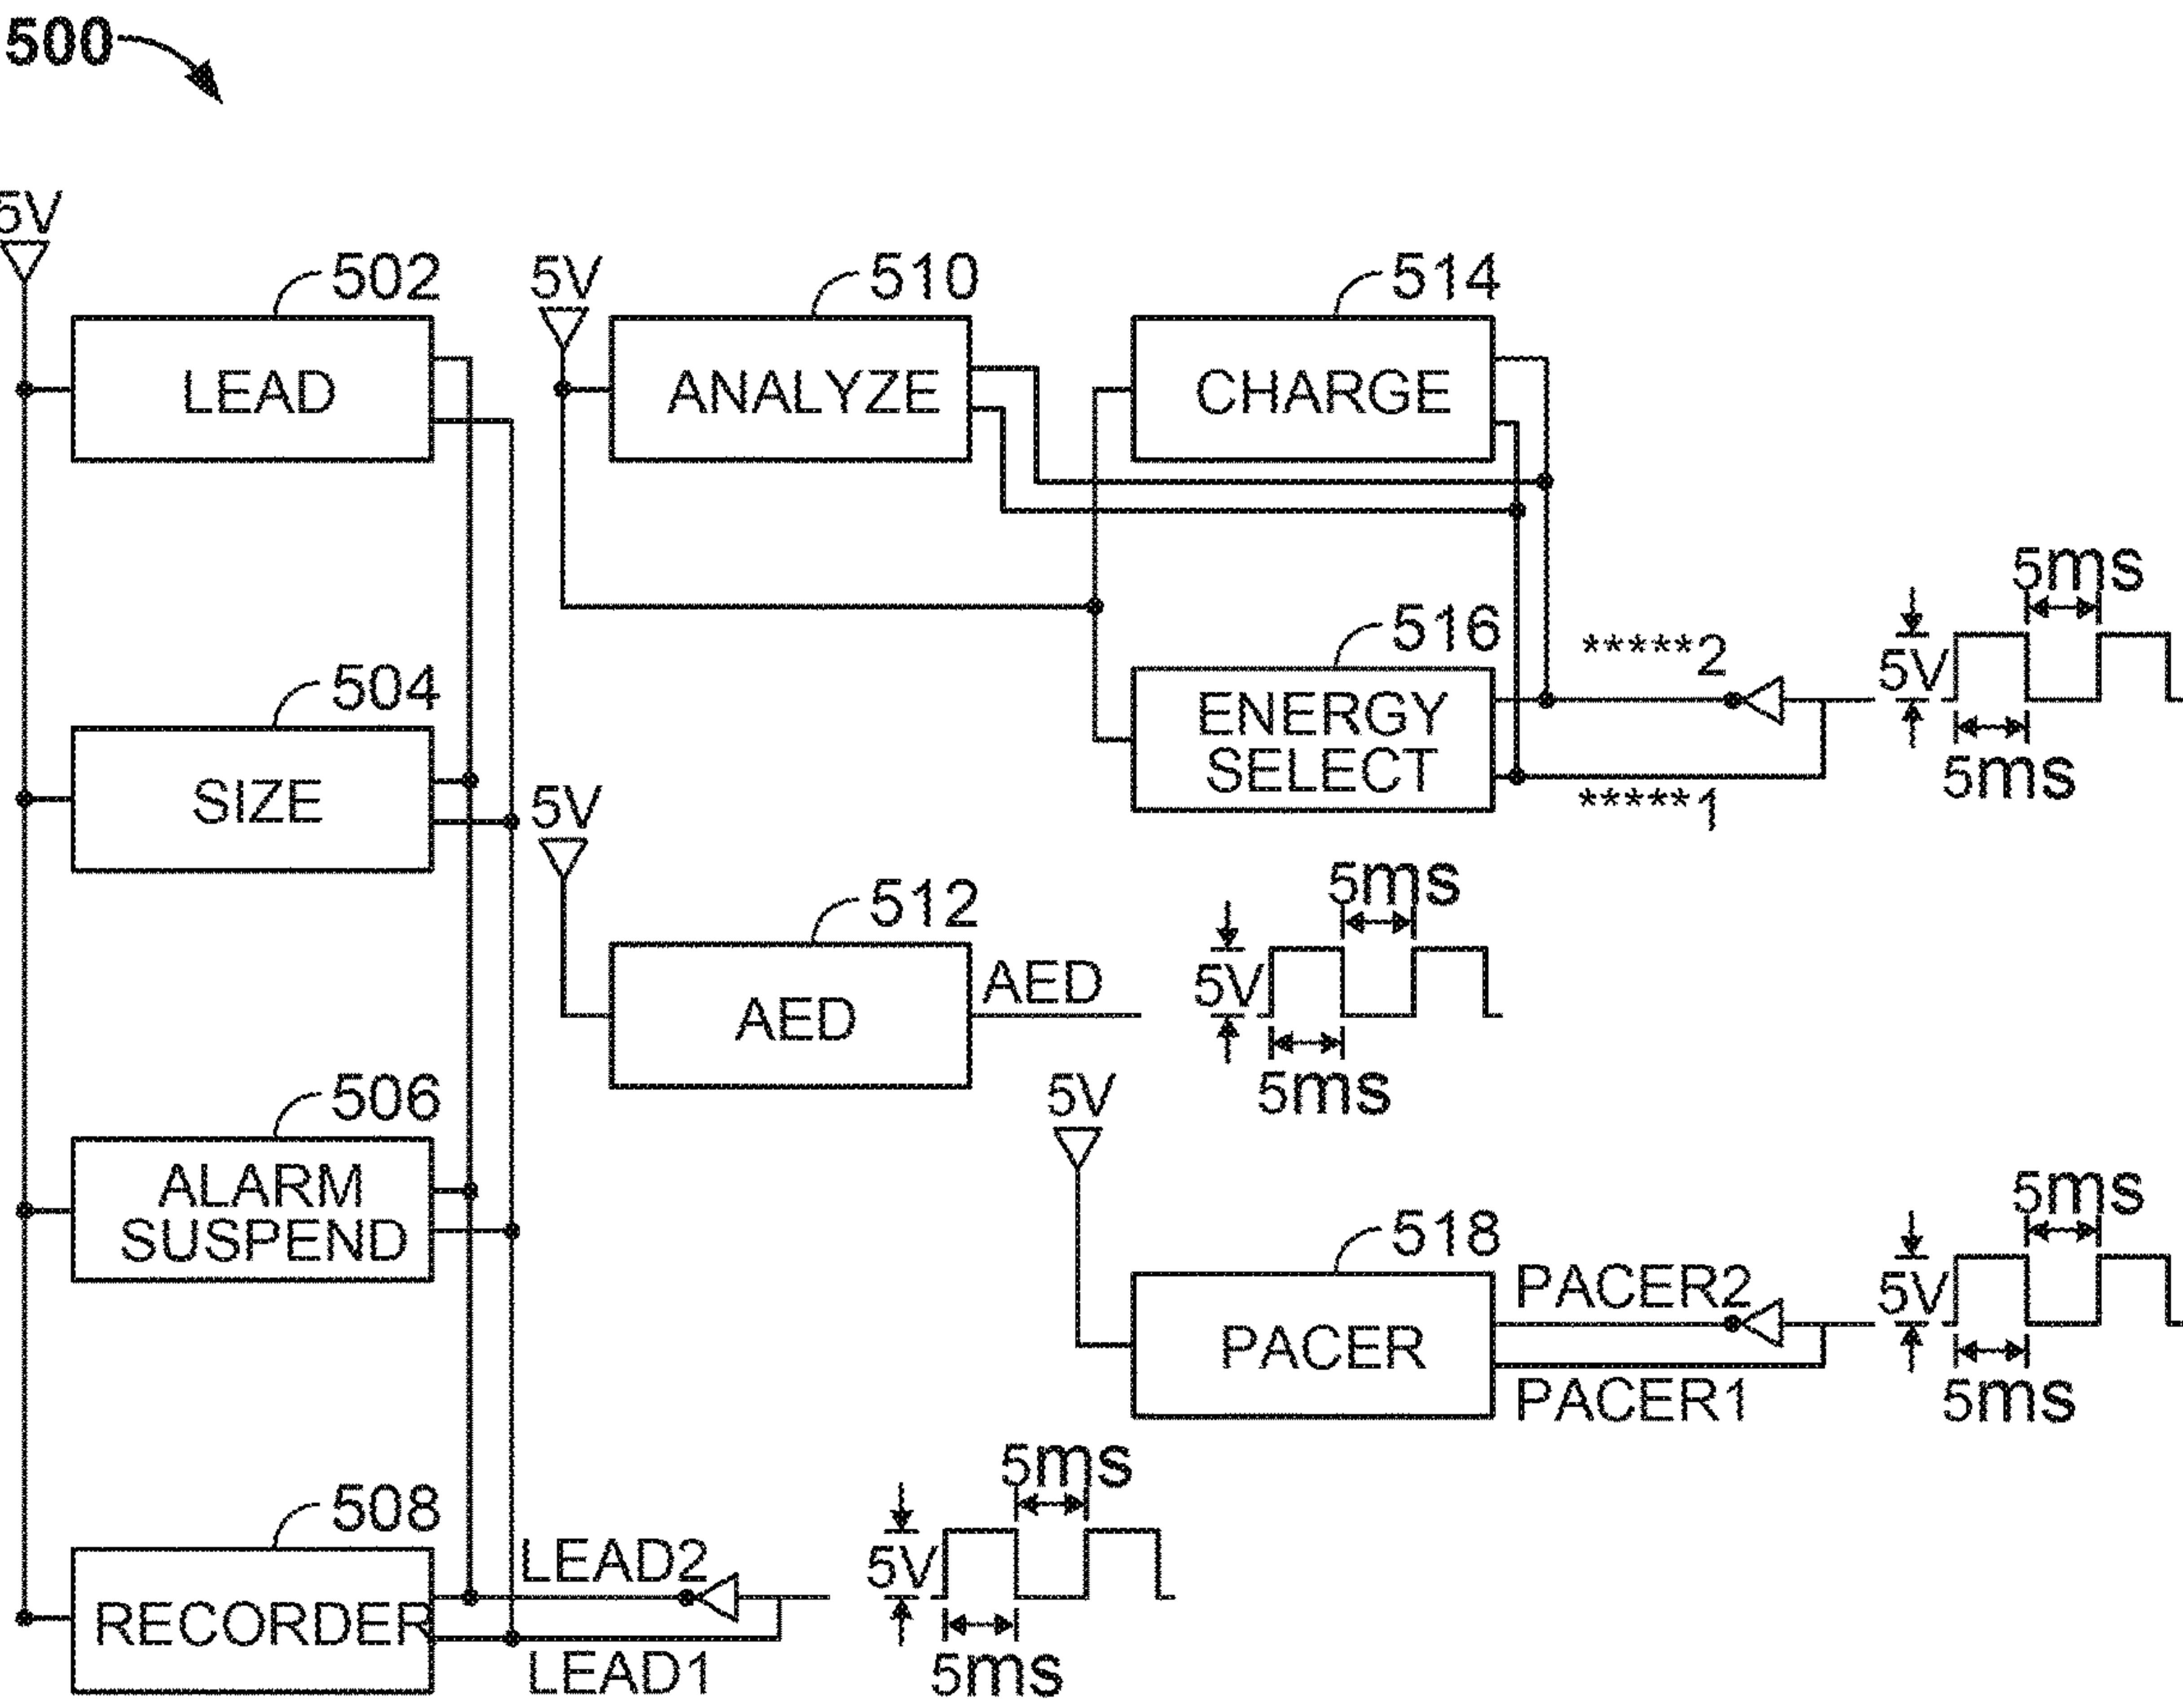 500
5V
502
LEAD
5V
510
ANALYZE
514
CHARGE
504
SIZE
516
ENERGY
SELECT
*****2
*****1
5ms
5V
5ms
5V
512
AED
AED
5ms
5V
5ms
506
ALARM
SUSPEND
5V
518
PACER
PACER2
PACER1
5ms
5V
5ms
508
RECORDER
LEAD2
LEAD1
5ms
5V
5ms